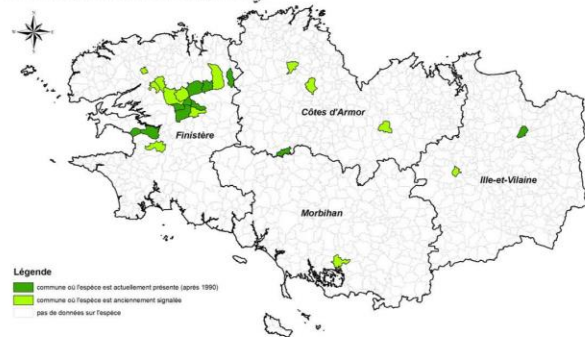 Côtes d'Armor
Finistère
Ille-et-Vilaine
Morbihan
Légende
commune où l'espèce est actuellement présente (après 1990)
commune où l'espèce est anciennement signalée
pas de données sur l'espèce